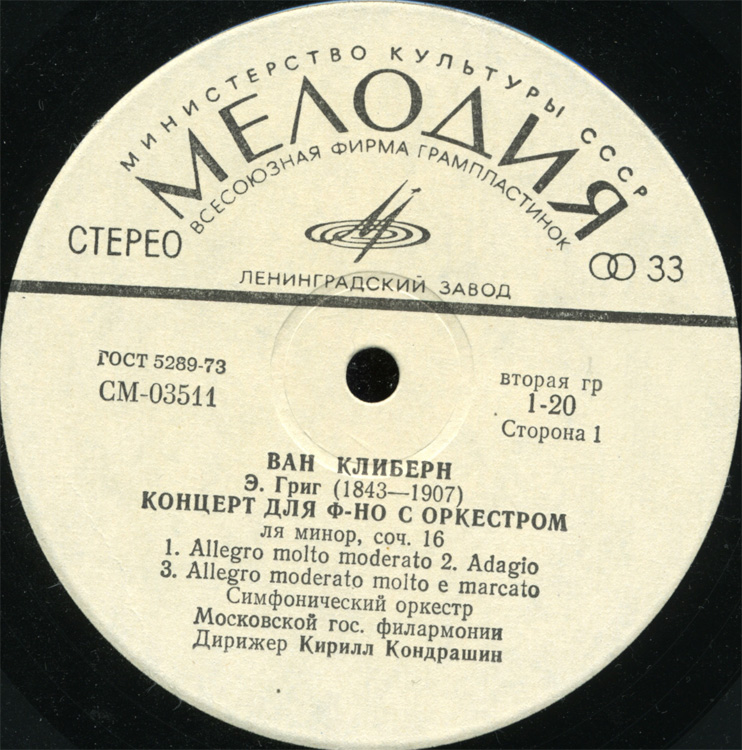 МИНИСТЕРСТВО КУЛЬТУРЫ СССР
МЕЛОДИЯ
ВСЕСОЮЗНАЯ ФИРМА ГРАМПЛАСТИНОК
СТЕРЕО
33
ЛЕНИНГРАДСКИЙ ЗАВОД
ГОСТ 5289-73
СМ-03511
вторая гр
1-20
Сторона 1
ВАН КЛИБЕРН
Э. Григ (1843—1907)
КОНЦЕРТ ДЛЯ Ф-НО С ОРКЕСТРОМ
ля минор, соч. 16
1. Allegro molto moderato 2. Adagio
3. Allegro moderato molto e marcato
Симфонический оркестр
Московской гос. филармонии
Дирижер Кирилл Кондрашин